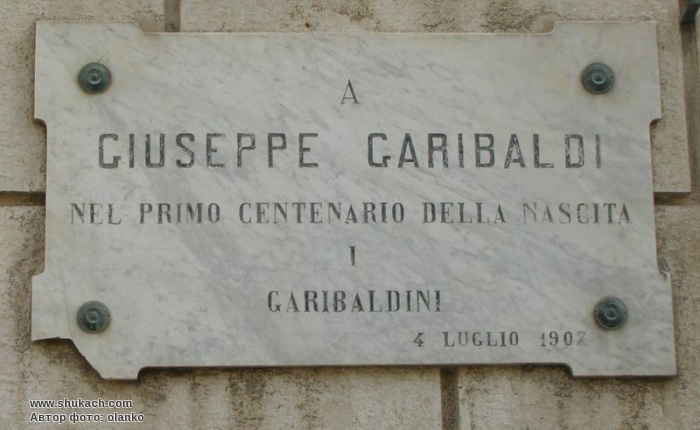 A
GIUSEPPE GARIBALDI
NEL PRIMO CENTENARIO DELLA NASCITA
I
GARIBALDINI
4 LUGLIO 1907
www.shukach.com
Автор фото: olanko